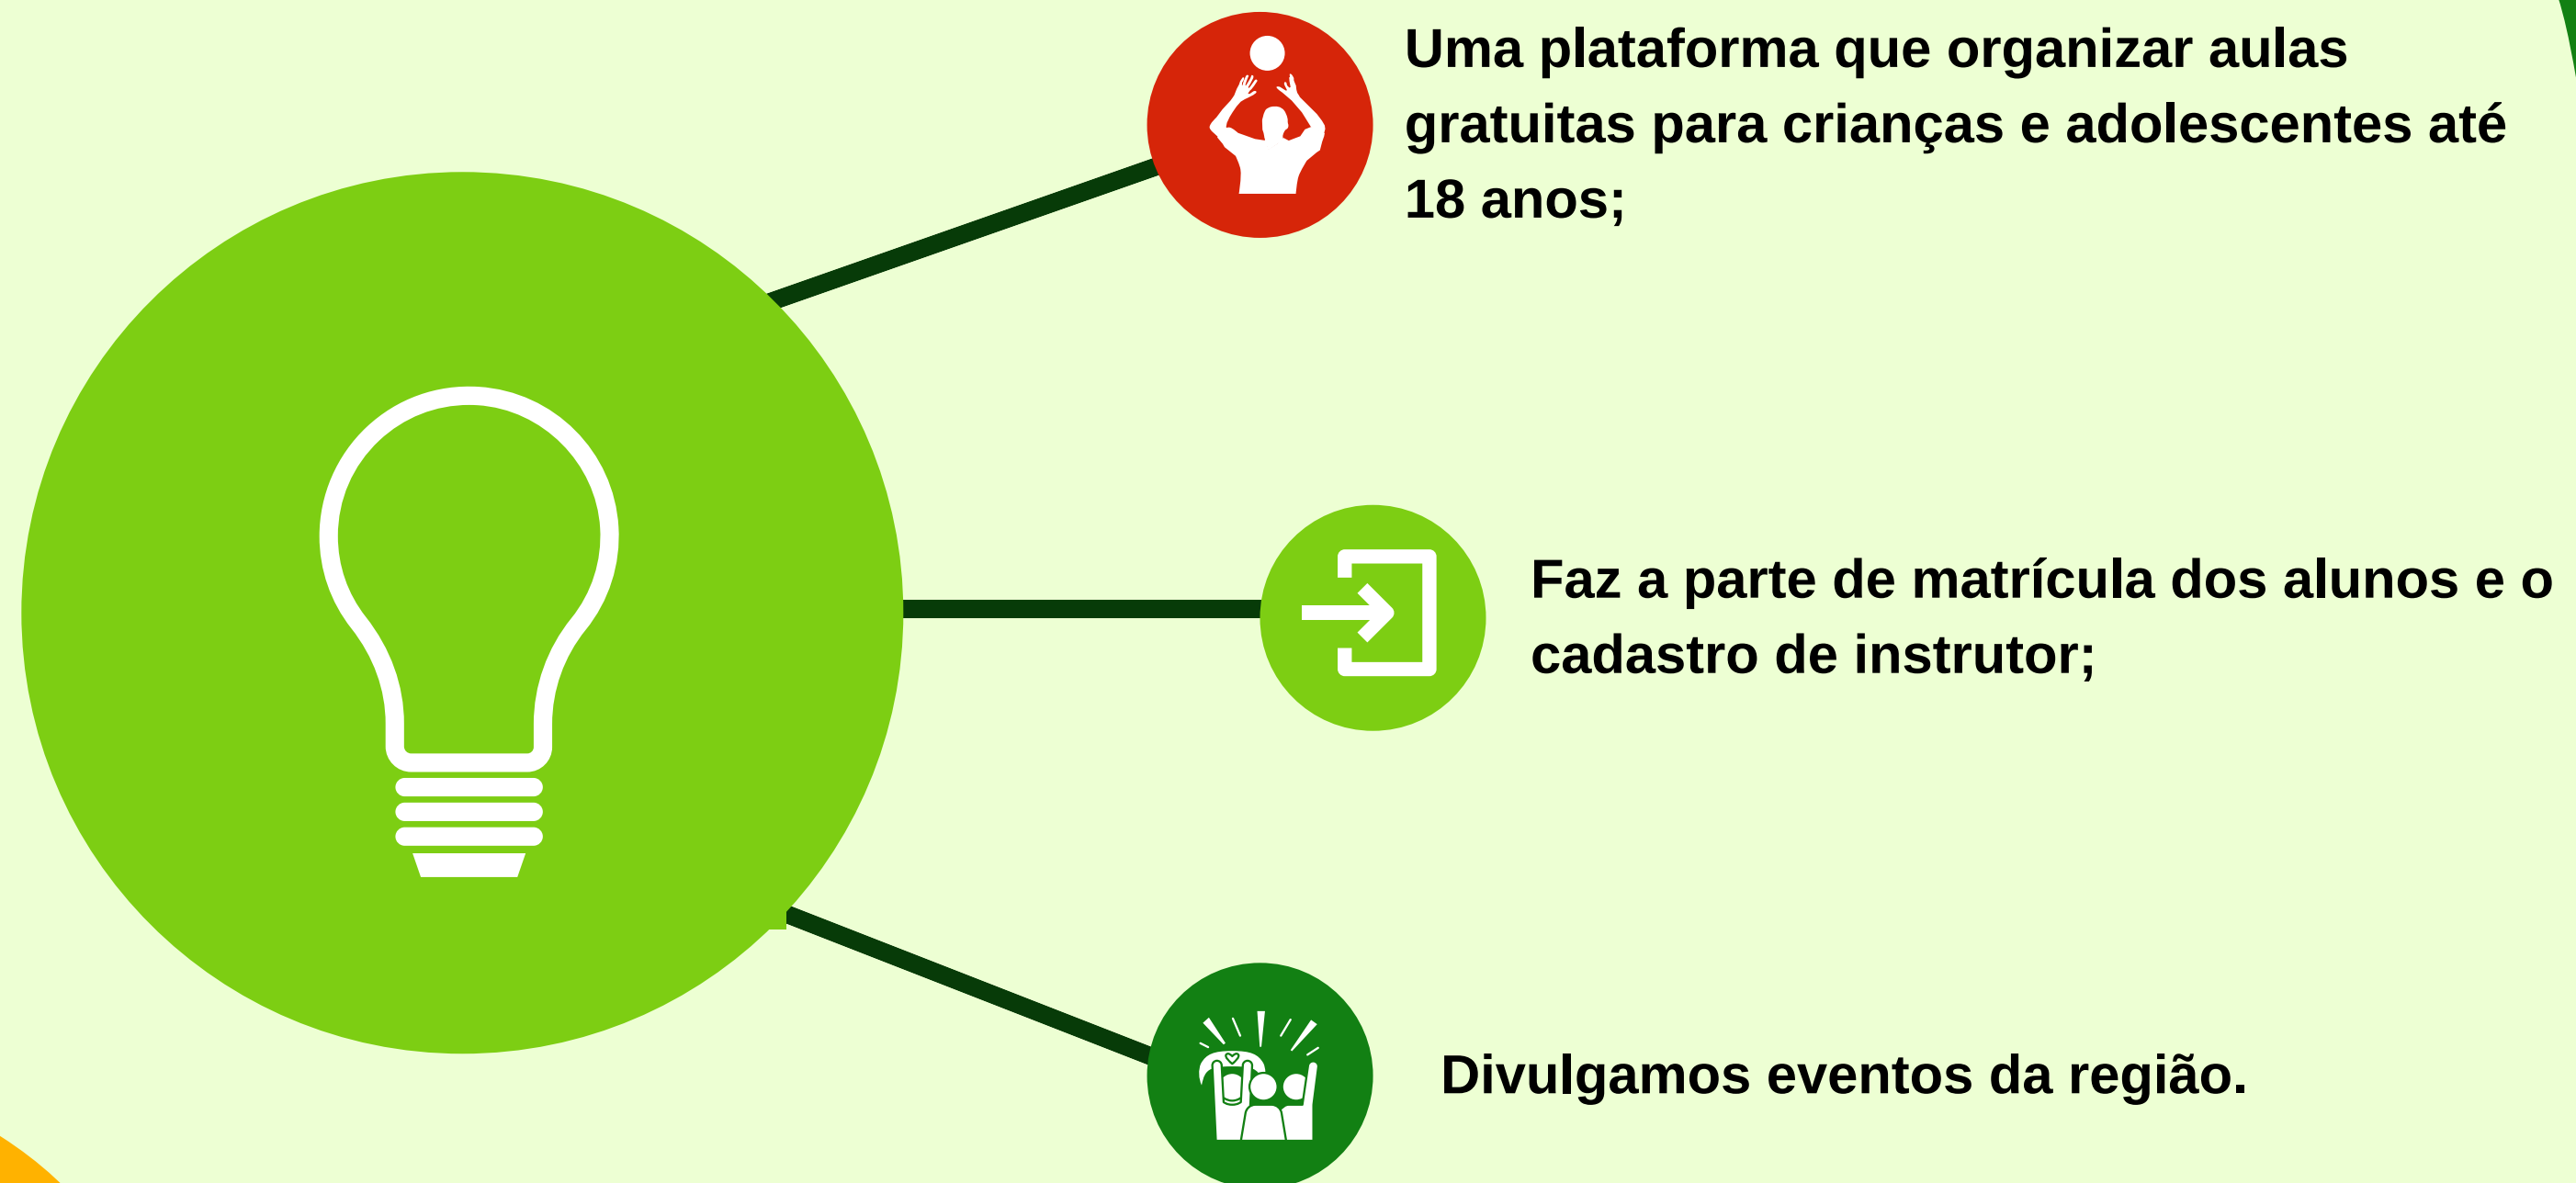 Uma plataforma que organizar aulas
gratuitas para crianças e adolescentes até
18 anos;
Faz a parte de matrícula dos alunos e o
cadastro de instrutor;
Divulgamos eventos da região.